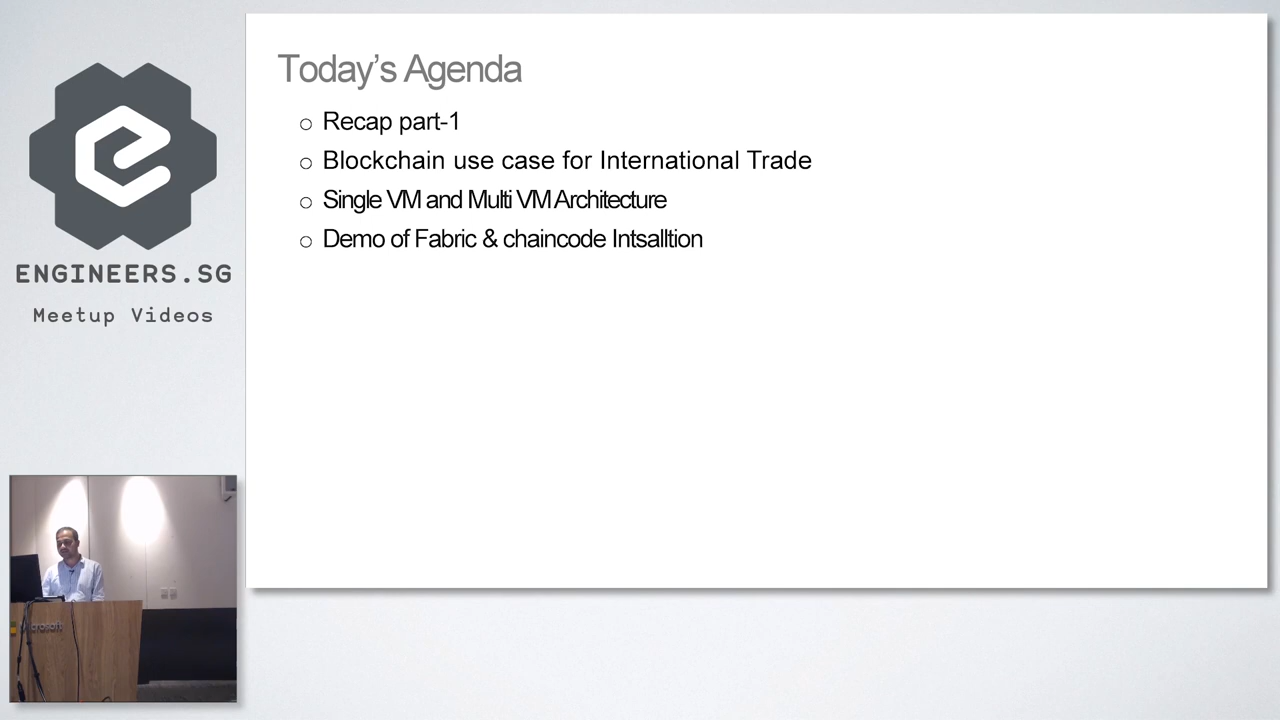 Today's Agenda
Recap part-1
Blockchain use case for International Trade
Single VM and Multi VM Architecture
Demo of Fabric & chaincode Intsalltion
ENGINEERS.SG
Meetup Videos
Microsoft